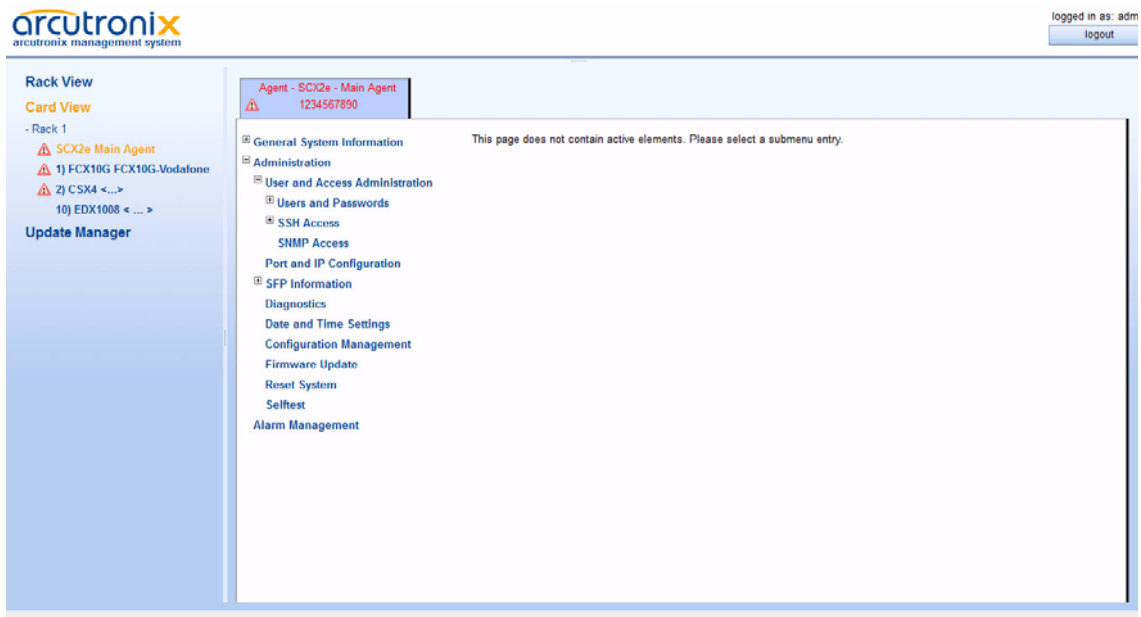 arcutronix
arcutronix management system
logged in as: adm
logout
Rack View
Card View
- Rack 1
SCX2e Main Agent
1) FCX10G FCX10G-Vodafone
2) CSX4 <...>
10) EDX1008 < ... >
Update Manager
Agent - SCX2e - Main Agent
1234567890
General System Information
Administration
User and Access Administration
Users and Passwords
SSH Access
SNMP Access
Port and IP Configuration
SFP Information
Diagnostics
Date and Time Settings
Configuration Management
Firmware Update
Reset System
Selftest
Alarm Management
This page does not contain active elements. Please select a submenu entry.